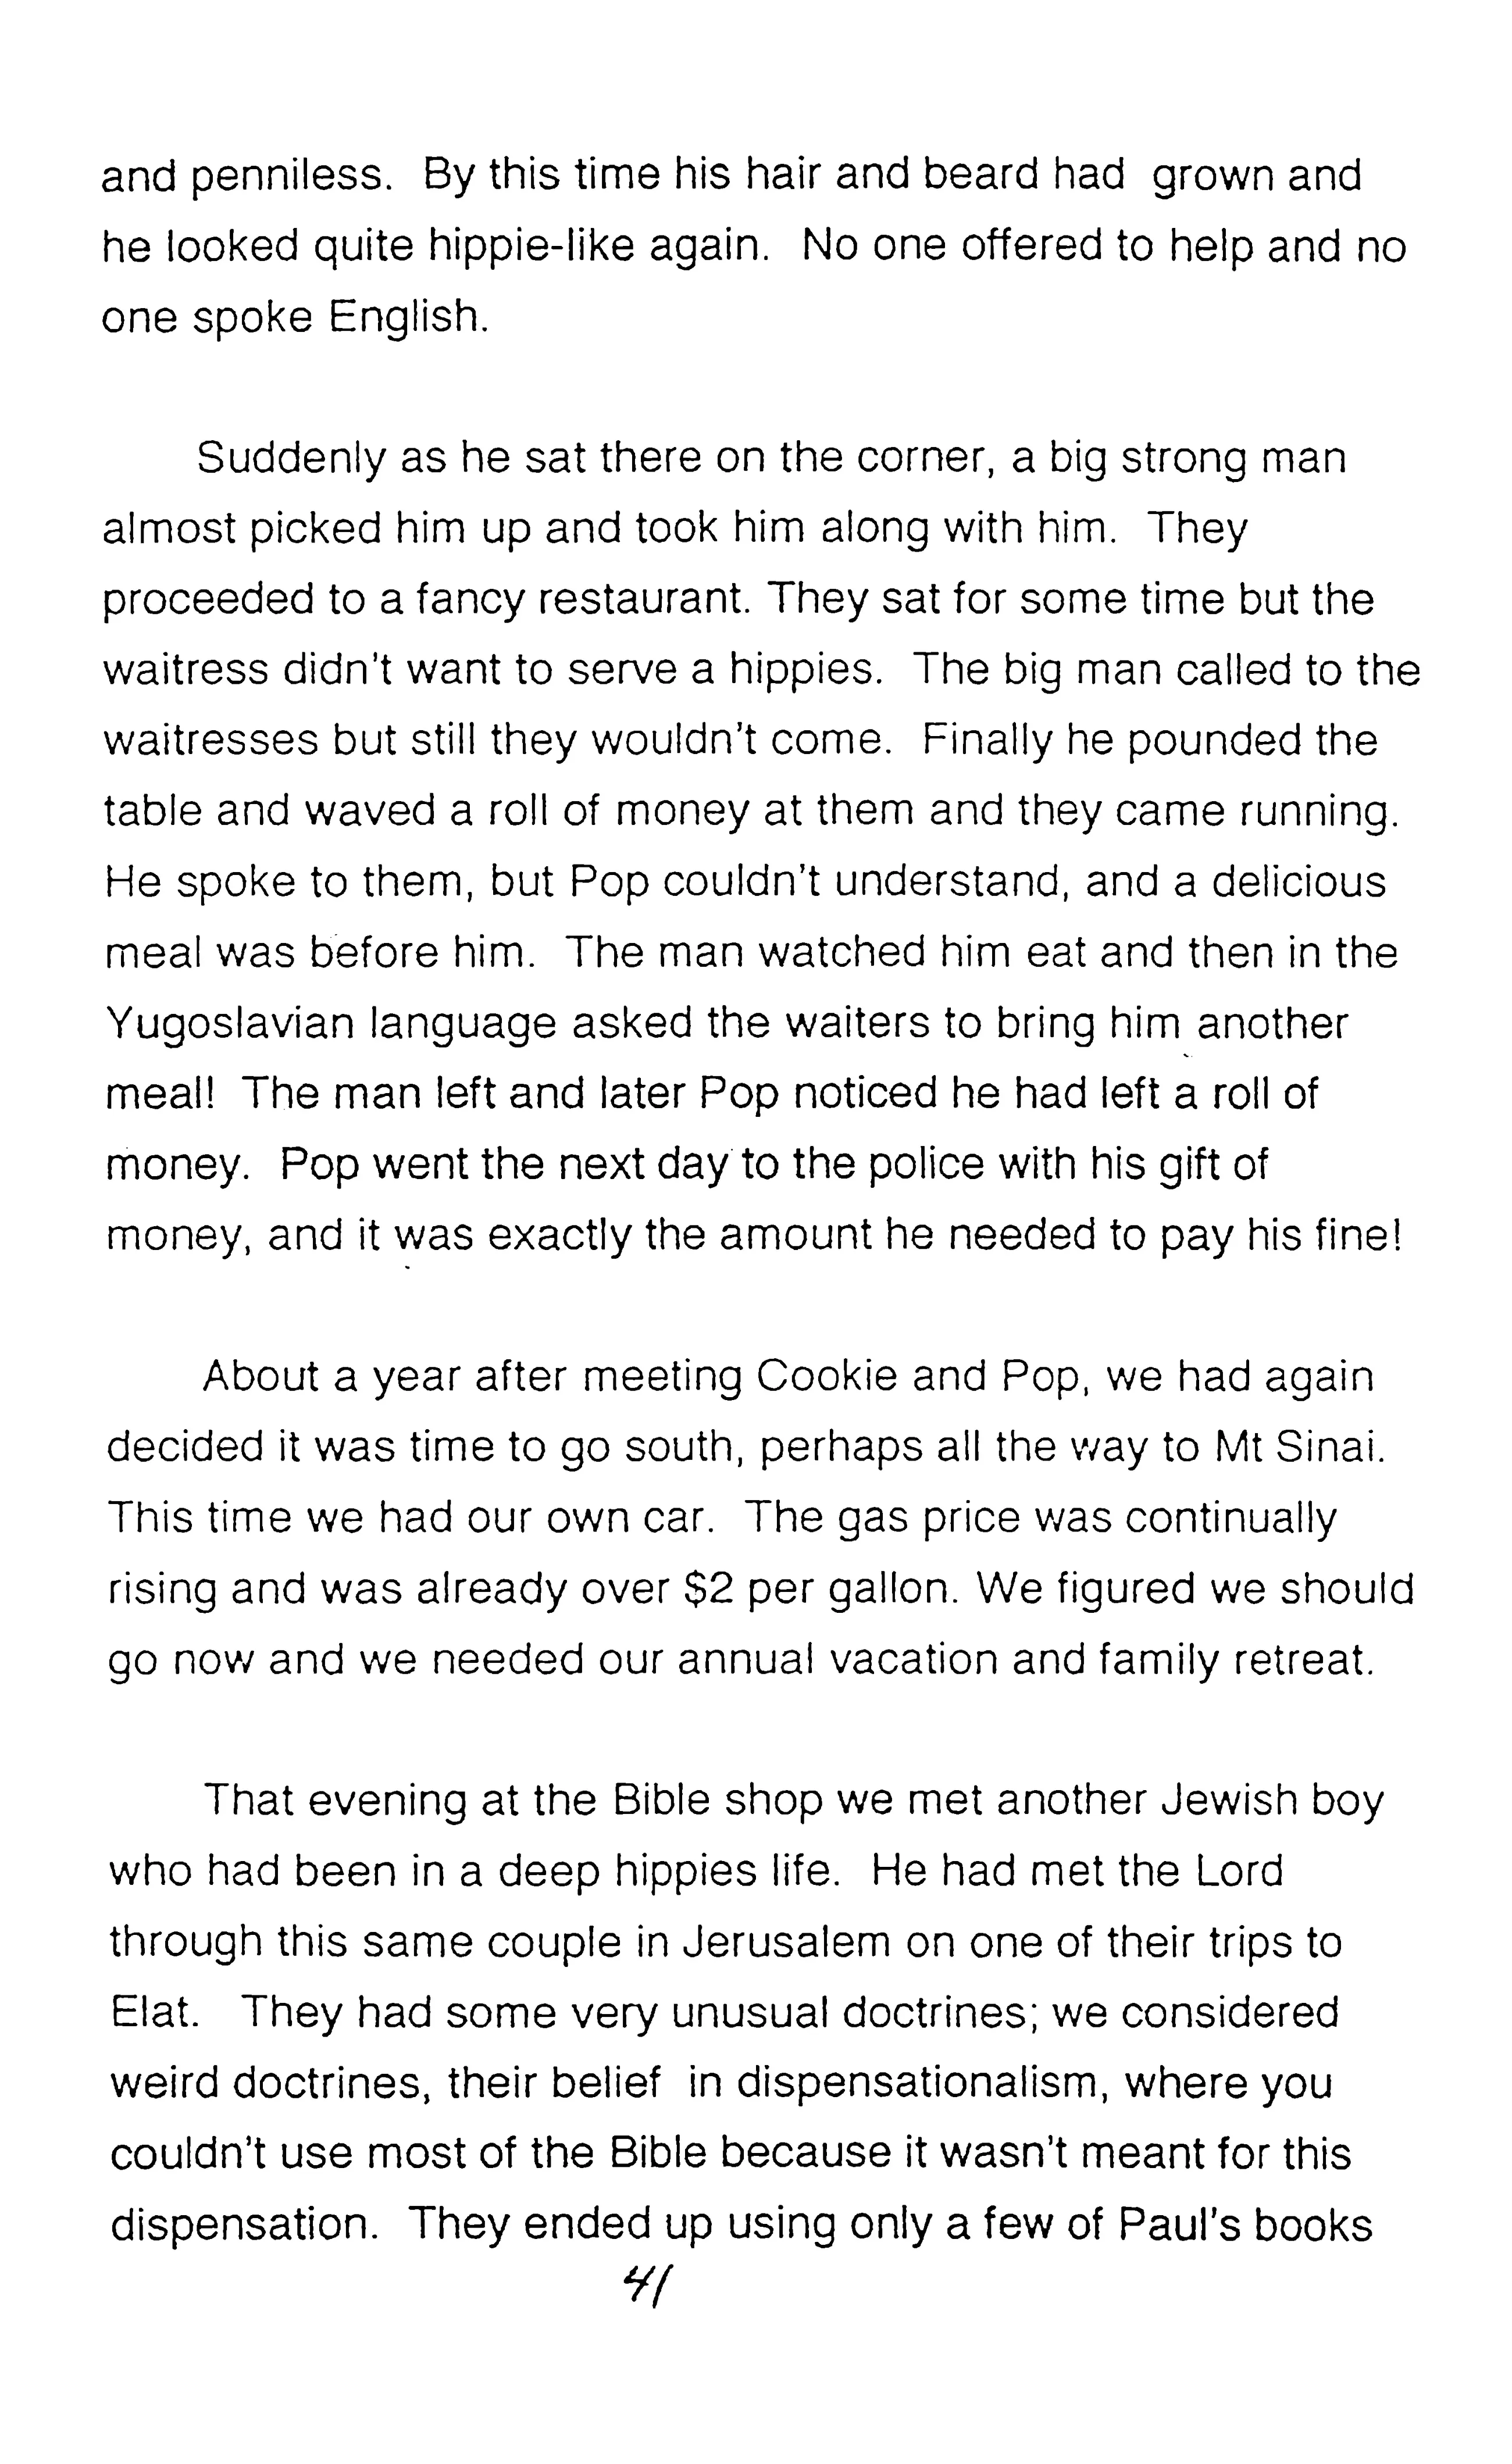 and penniless. By this time his hair and beard had grown and
he looked quite hippie-like again. No one offered to help and no
one spoke English.
Suddenly as he sat there on the corner, a big strong man
almost picked him up and took him along with him. They
proceeded to a fancy restaurant. They sat for some time but the
waitress didn't want to serve a hippies. The big man called to the
waitresses but still they wouldn't come. Finally he pounded the
table and waved a roll of money at them and they came running.
He spoke to them, but Pop couldn't understand, and a delicious
meal was before him. The man watched him eat and then in the
Yugoslavian language asked the waiters to bring him another
meal! The man left and later Pop noticed he had left a roll of
money. Pop went the next day to the police with his gift of
money, and it was exactly the amount he needed to pay his fine!
About a year after meeting Cookie and Pop, we had again
decided it was time to go south, perhaps all the way to Mt Sinai.
This time we had our own car. The gas price was continually
rising and was already over $2 per gallon. We figured we should
go now and we needed our annual vacation and family retreat.
That evening at the Bible shop we met another Jewish boy
who had been in a deep hippies life. He had met the Lord
through this same couple in Jerusalem on one of their trips to
Elat. They had some very unusual doctrines; we considered
weird doctrines, their belief in dispensationalism, where you
couldn't use most of the Bible because it wasn't meant for this
dispensation. They ended up using only a few of Paul's books
41